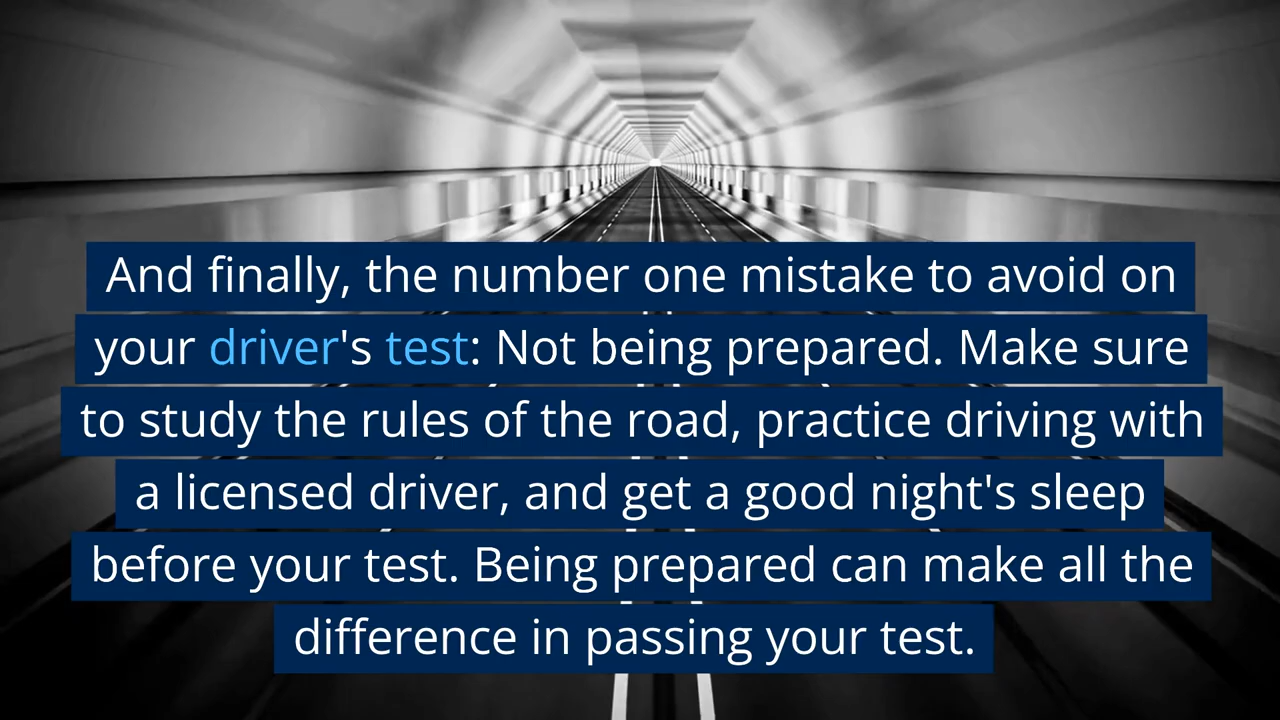 And finally, the number one mistake to avoid on
your driver's test: Not being prepared. Make sure
to study the rules of the road, practice driving with
a licensed driver, and get a good night's sleep
before your test. Being prepared can make all the
difference in passing your test.